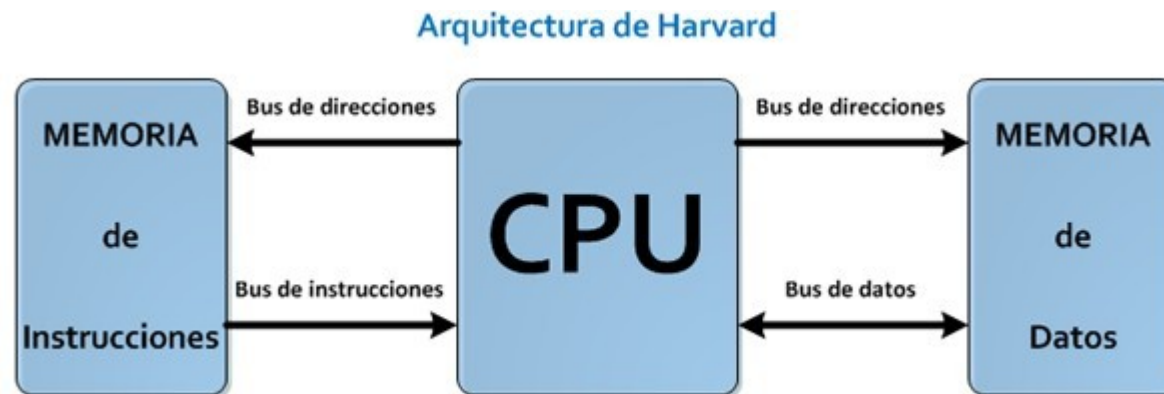 Arquitectura de Harvard
MEMORIA
de
Instrucciones
Bus de direcciones
Bus de instrucciones
CPU
Bus de direcciones
Bus de datos
MEMORIA
de
Datos